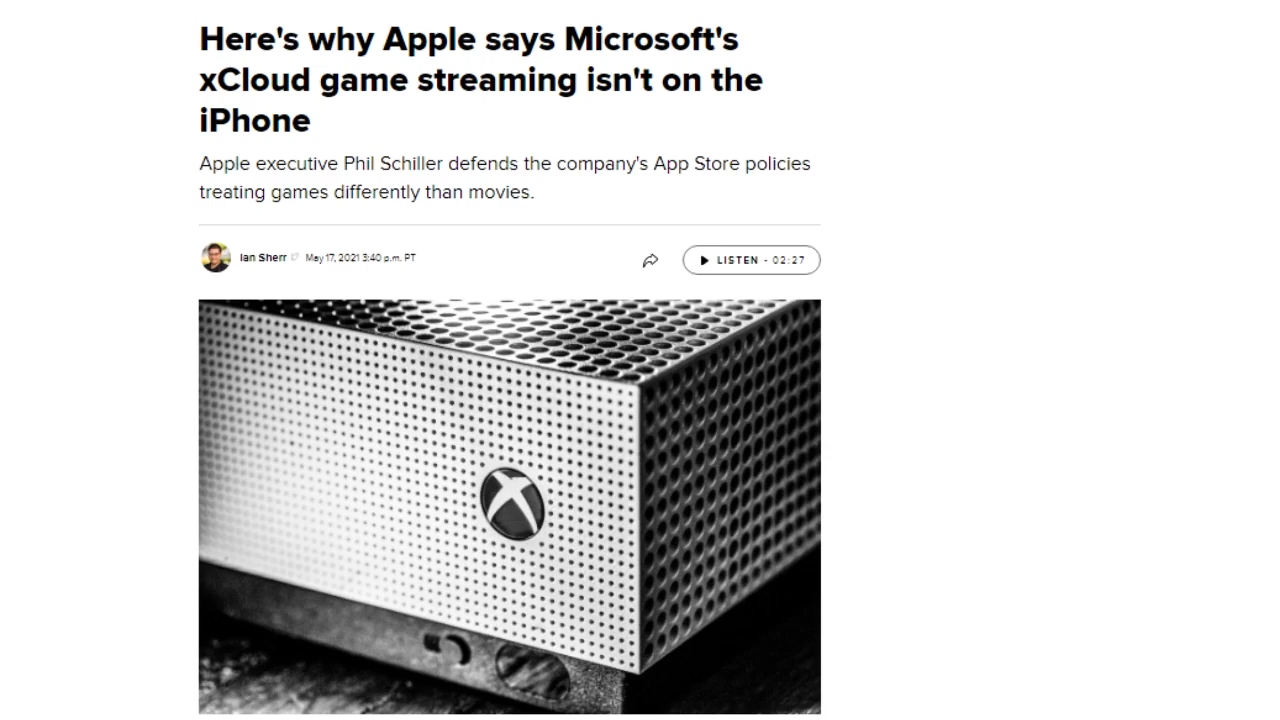 Here's why Apple says Microsoft's
xCloud game streaming isn't on the
iPhone
Apple executive Phil Schiller defends the company's App Store policies
treating games differently than movies.
Ian Sherr May 17, 2021 3:40 p.m. PT
LISTEN - 02:27